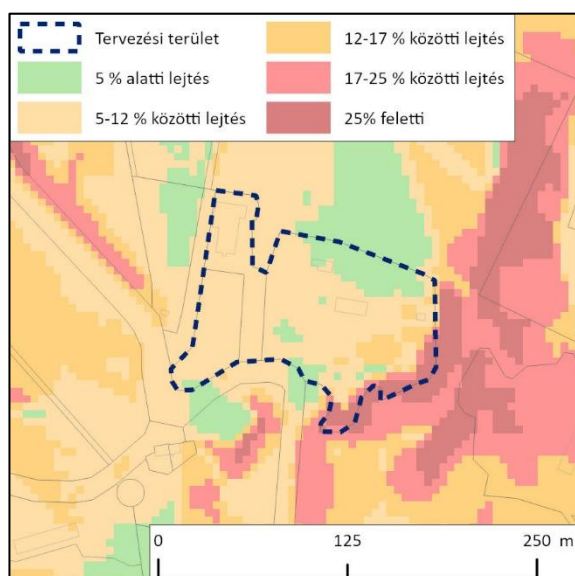 Tervezési terület
5 % alatti lejtés
5-12 % közötti lejtés
12-17 % közötti lejtés
17-25 % közötti lejtés
25% feletti
0 125 250 m